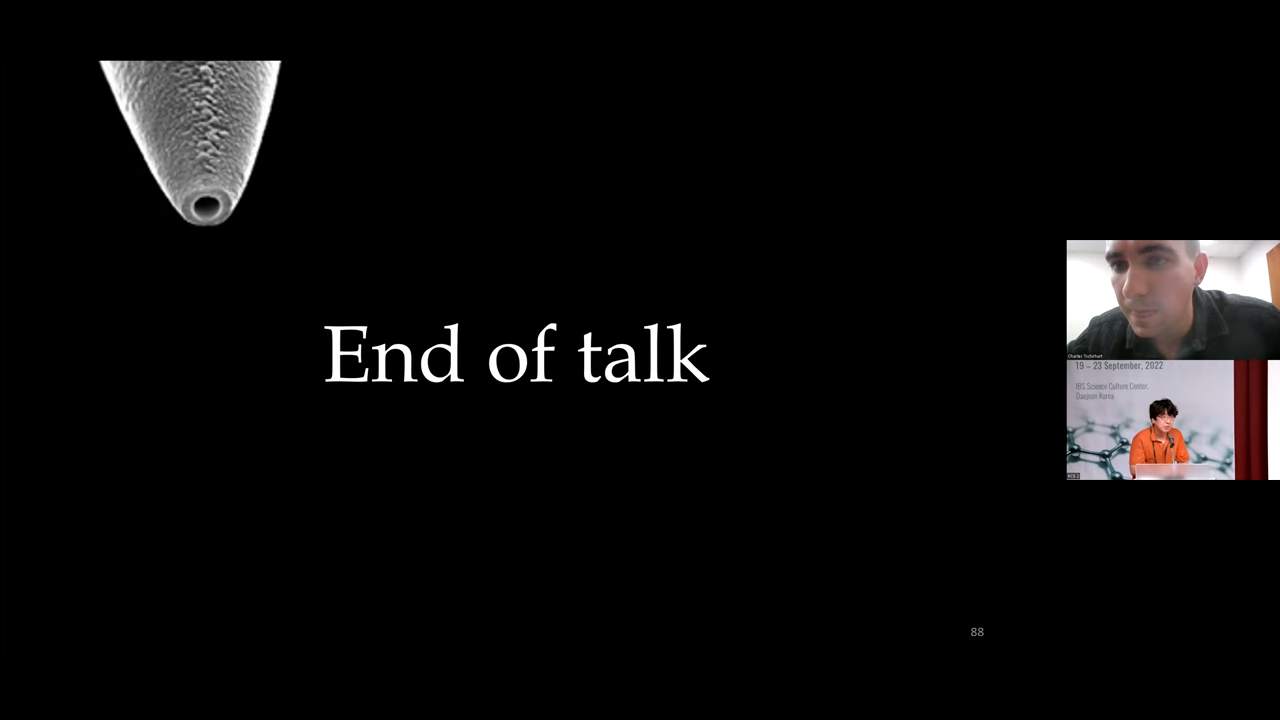 End of talk
88
Charles Tschirhart
19 – 23 September, 2022
IBS Science Culture Center,
Daejeon Korea